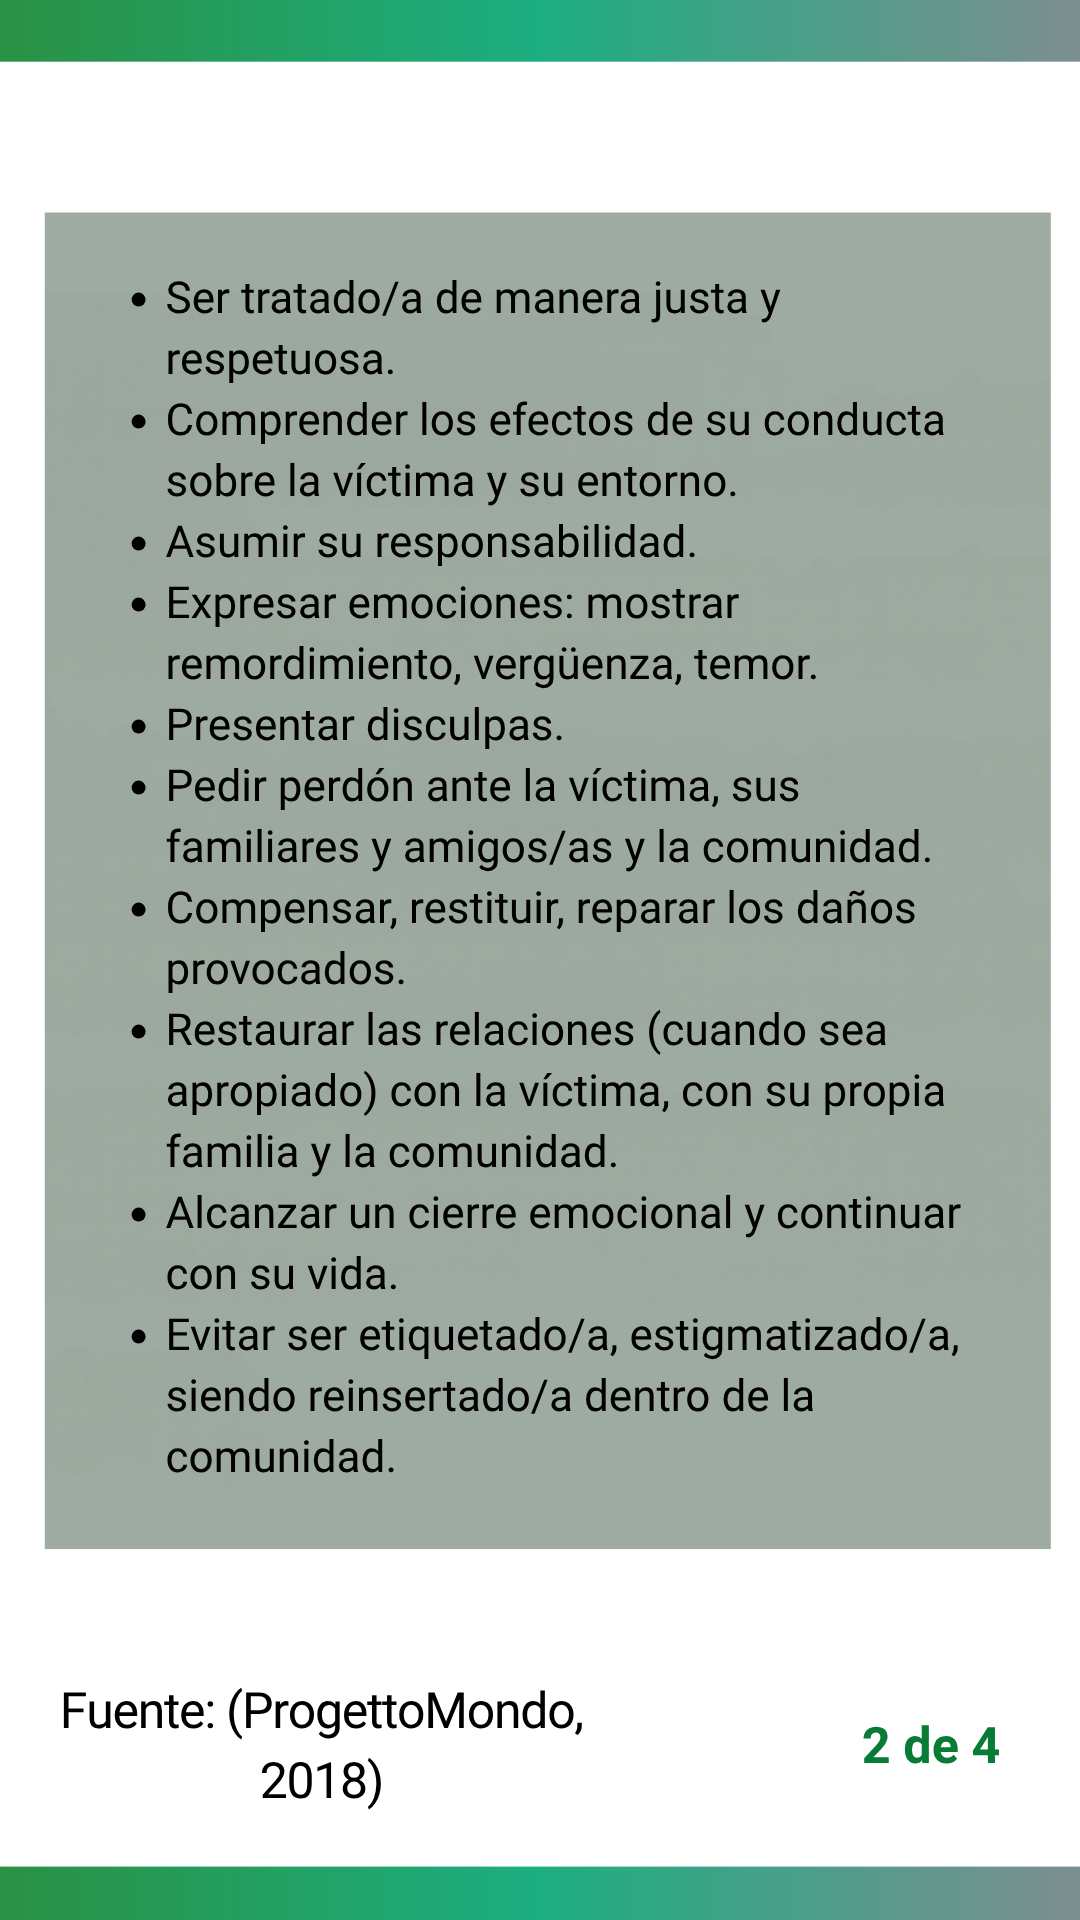 • Ser tratado/a de manera justa y
respetuosa.
• Comprender los efectos de su conducta
sobre la víctima y su entorno.
• Asumir su responsabilidad.
• Expresar emociones: mostrar
remordimiento, vergüenza, temor.
• Presentar disculpas.
• Pedir perdón ante la víctima, sus
familiares y amigos/as y la comunidad.
• Compensar, restituir, reparar los daños
provocados.
• Restaurar las relaciones (cuando sea
apropiado) con la víctima, con su propia
familia y la comunidad.
• Alcanzar un cierre emocional y continuar
con su vida.
• Evitar ser etiquetado/a, estigmatizado/a,
siendo reinsertado/a dentro de la
comunidad.
Fuente: (ProgettoMondo,
2018)
2 de 4